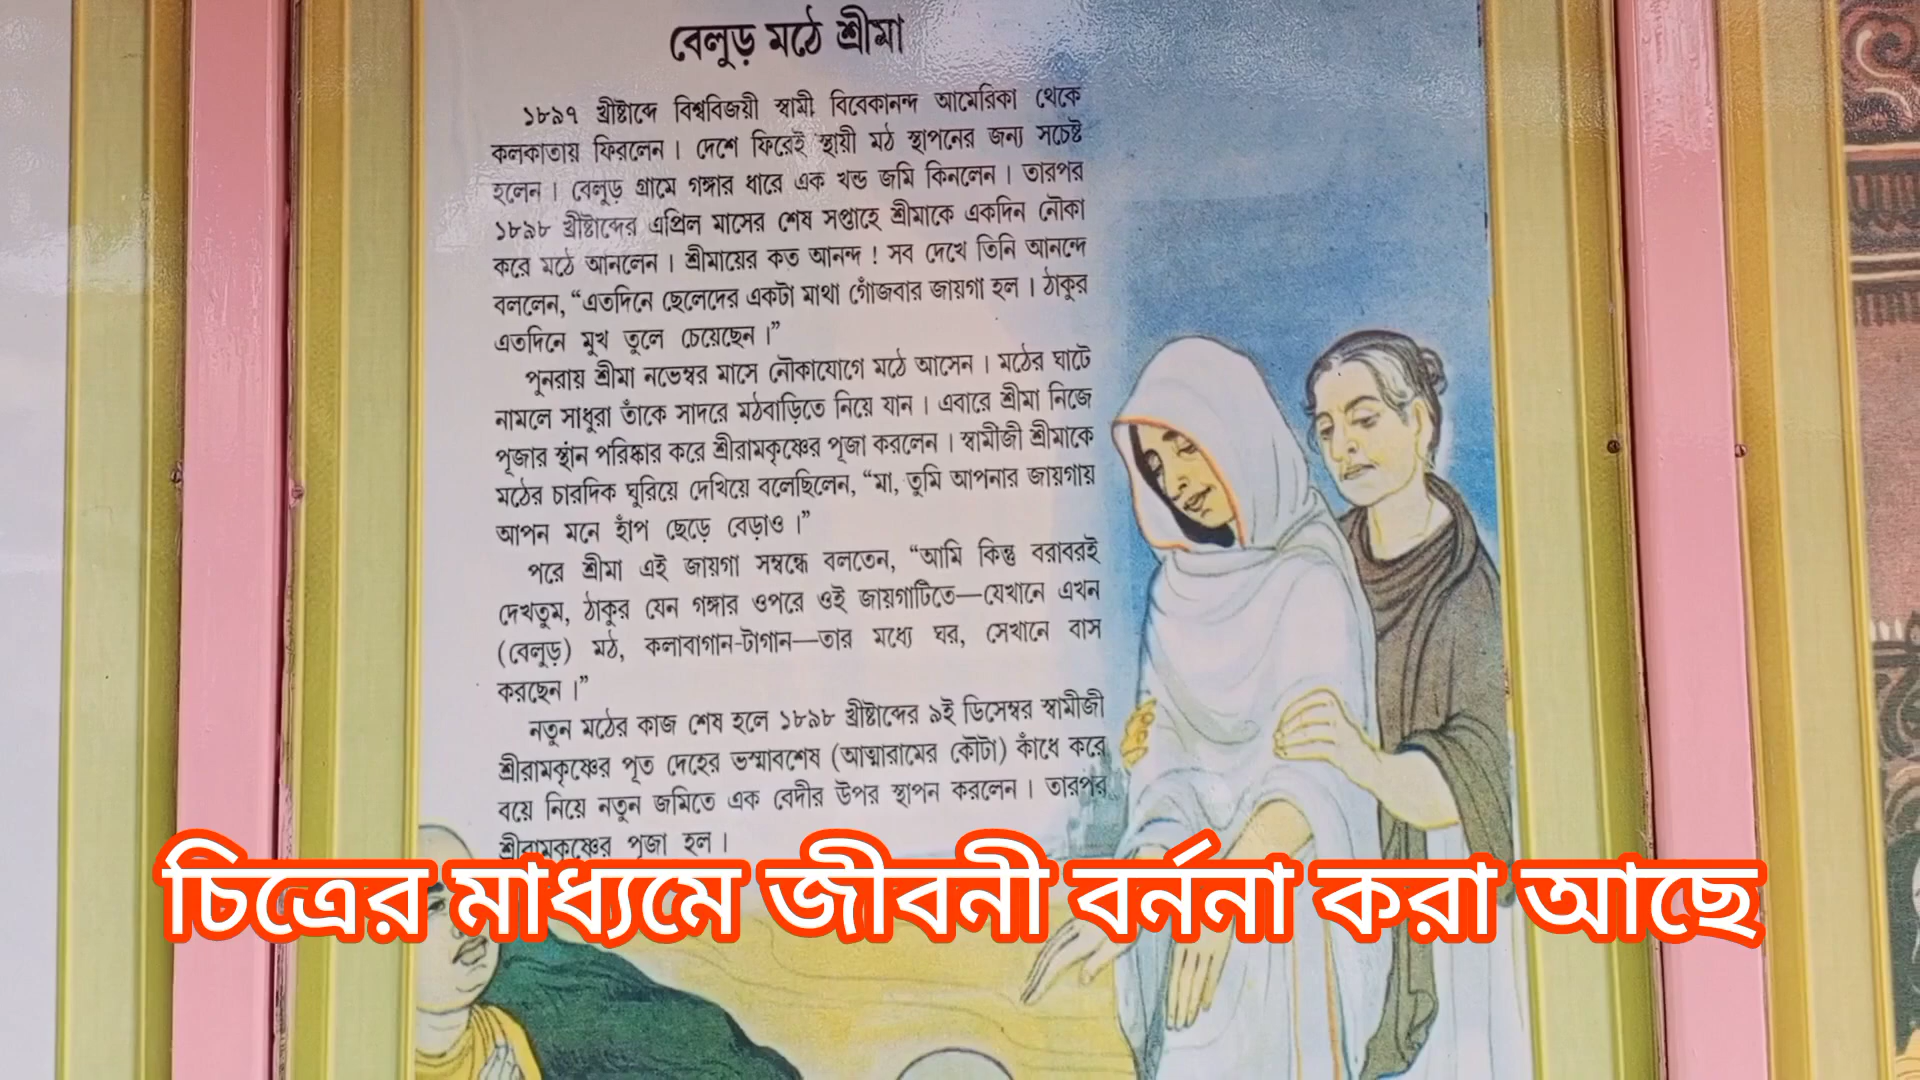 বেলুড় মঠে শ্রীমা
১৮৯৭ খ্রীষ্টাব্দে বিশ্ববিজয়ী স্বামী বিবেকানন্দ আমেরিকা থেকে
কলকাতায় ফিরলেন। দেশে ফিরেই স্থায়ী মঠ স্থাপনের জন্য সচেষ্ট
হলেন। বেলুড় গ্রামে গঙ্গার ধারে এক খন্ড জমি কিনলেন। তারপর
১৮৯৮ খ্রীষ্টাব্দের এপ্রিল মাসের শেষ সপ্তাহে শ্রীমাকে একদিন নৌকা
করে মঠে আনলেন। শ্রীমায়ের কত আনন্দ! সব দেখে তিনি আনন্দে
বললেন, “এতদিনে ছেলেদের একটা মাথা গোঁজবার জায়গা হল। ঠাকুর
এতদিনে মুখ তুলে চেয়েছেন।”
পুনরায় শ্রীমা নভেম্বর মাসে নৌকাযোগে মঠে আসেন। মঠের ঘাটে
নামলে সাধুরা তাঁকে সাদরে মঠবাড়িতে নিয়ে যান। এবারে শ্রীমা নিজে
পূজার স্থান পরিষ্কার করে শ্রীরামকৃষ্ণের পূজা করলেন। স্বামীজী শ্রীমাকে
মঠের চারদিক ঘুরিয়ে দেখিয়ে বলেছিলেন, “মা, তুমি আপনার জায়গায়
আপন মনে হাঁপ ছেড়ে বেড়াও।”
পরে শ্রীমা এই জায়গা সম্বন্ধে বলতেন, “আমি কিন্তু বরাবরই
দেখতুম, ঠাকুর যেন গঙ্গার ওপরে ওই জায়গাটিতে—যেখানে এখন
(বেলুড়) মঠ, কলাবাগান-টাগান—তার মধ্যে ঘর, সেখানে বাস
করছেন।”
নতুন মঠের কাজ শেষ হলে ১৮৯৮ খ্রীষ্টাব্দের ৯ই ডিসেম্বর স্বামীজী
শ্রীরামকৃষ্ণের পূত দেহের ভস্মাবশেষ (আত্মারামের কৌটা) কাঁধে করে
বয়ে নিয়ে নতুন জমিতে এক বেদীর উপর স্থাপন করলেন। তারপর
শ্রীরামকৃষ্ণের পূজা হল।
চিত্রের মাধ্যমে জীবনী বর্ননা করা আছে